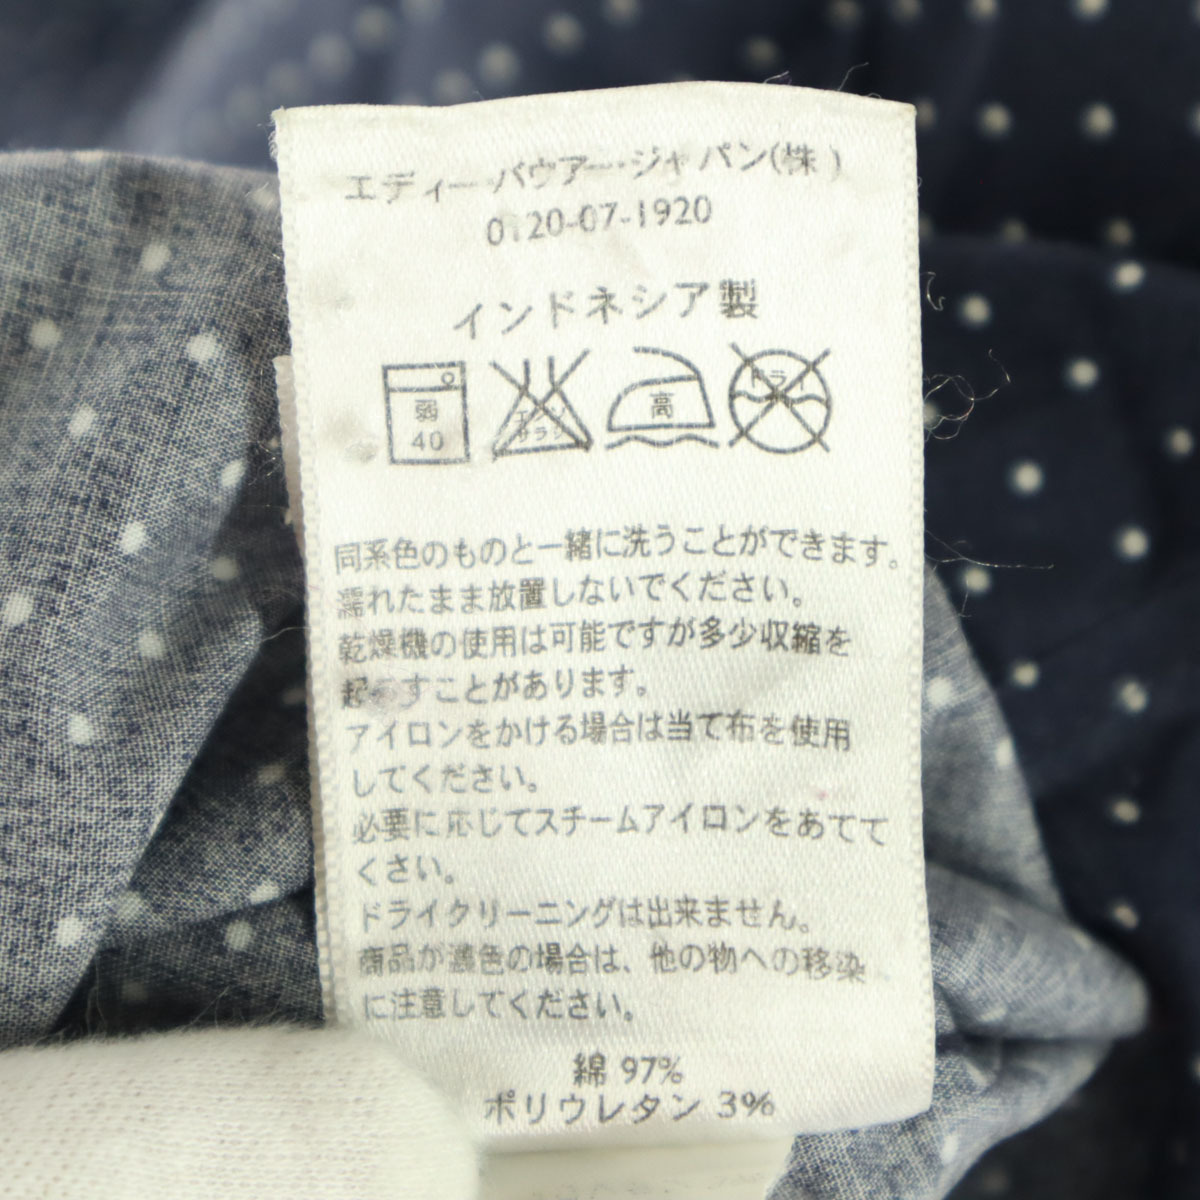 エディー・バウアー・ジャパン(株)
0120-07-1920
インドネシア製
弱
40
エンソ
サラシ
高
ドライ
同系色のものと一緒に洗うことができます。
濡れたまま放置しないでください。
乾燥機の使用は可能ですが多少収縮を
起こすことがあります。
アイロンをかける場合は当て布を使用
してください。
必要に応じてスチームアイロンをあてて
ください。
ドライクリーニングは出来ません。
商品が濃色の場合は、他の物への移染
に注意してください。
綿 97%
ポリウレタン 3%